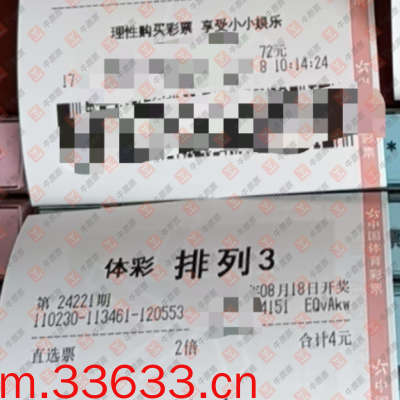 理性购买彩票 享受小小娱乐
72元
17
8 10:14:24
中国体育彩票
体彩 排列3
第 24221期
年08月18日开奖
110230-113461-120553
4151 EQvAkw
直选票 2倍 合计4元
m.33633.cn